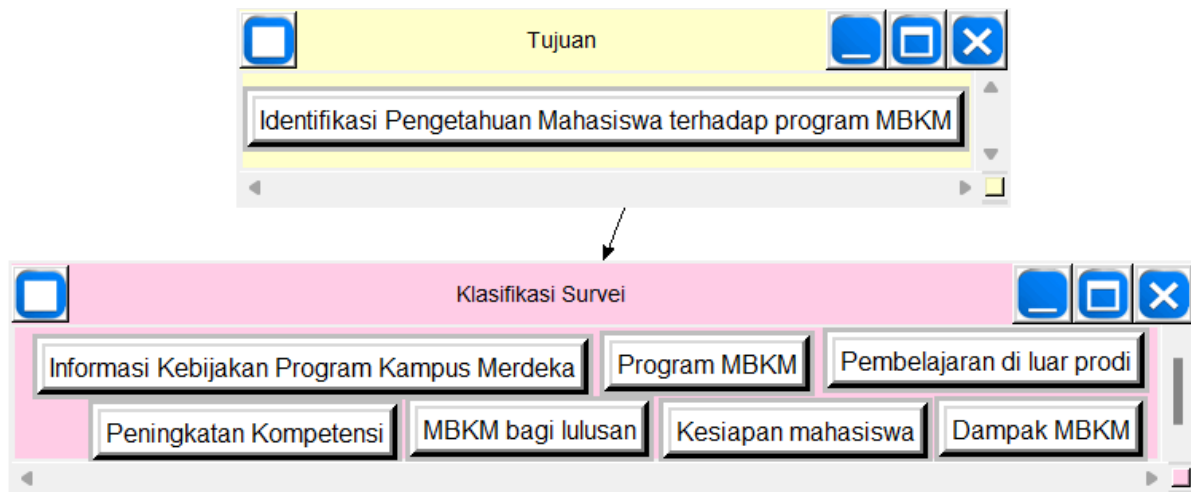 Tujuan
Identifikasi Pengetahuan Mahasiswa terhadap program MBKM
Klasifikasi Survei
Informasi Kebijakan Program Kampus Merdeka
Program MBKM
Pembelajaran di luar prodi
Peningkatan Kompetensi
MBKM bagi lulusan
Kesiapan mahasiswa
Dampak MBKM